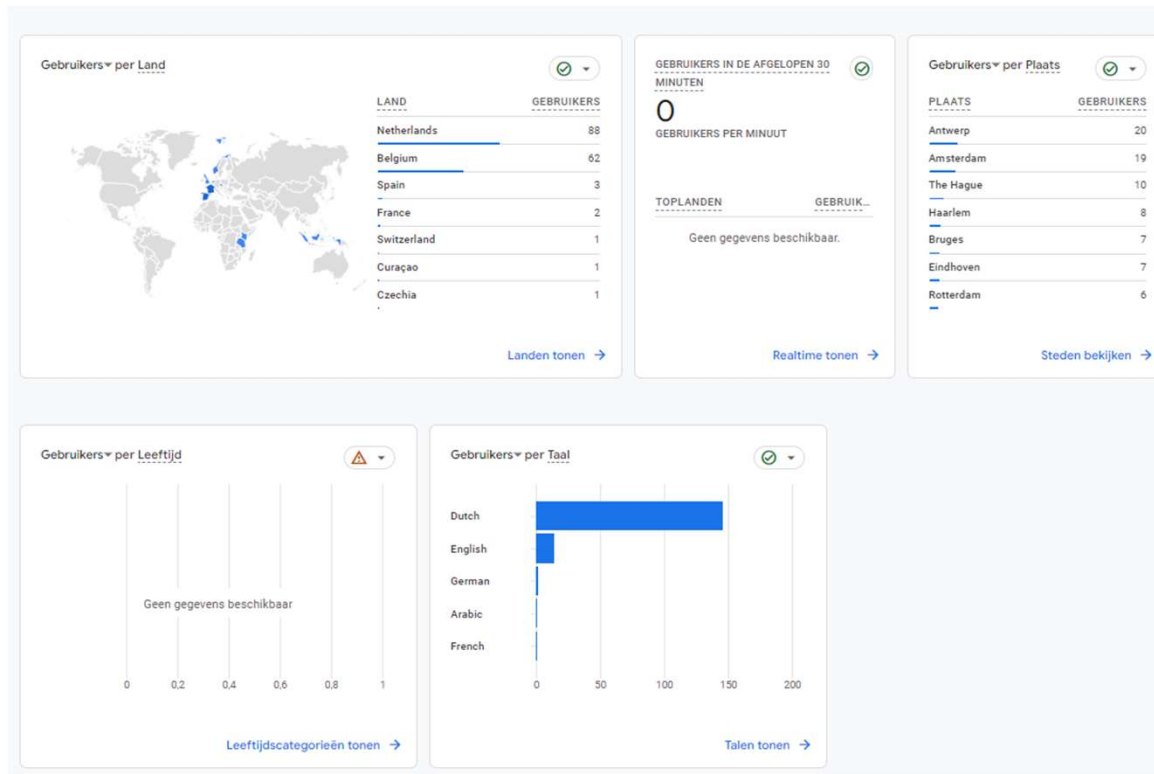 Gebruikers per Land
LAND GEBRUIKERS
Netherlands 88
Belgium 62
Spain 3
France 2
Switzerland 1
Curaçao 1
Czechia 1
Landen tonen
GEBRUIKERS IN DE AFGELOPEN 30
MINUTEN
0
GEBRUIKERS PER MINUUT
TOPLANDEN GEBRUIK...
Geen gegevens beschikbaar.
Realtime tonen
Gebruikers per Plaats
PLAATS GEBRUIKERS
Antwerp 20
Amsterdam 19
The Hague 10
Haarlem 8
Bruges 7
Eindhoven 7
Rotterdam 6
Steden bekijken
Gebruikers per Leeftijd
Geen gegevens beschikbaar
0 0,2 0,4 0,6 0,8 1
Leeftijdscategorieën tonen
Gebruikers per Taal
Dutch
English
German
Arabic
French
0 50 100 150 200
Talen tonen